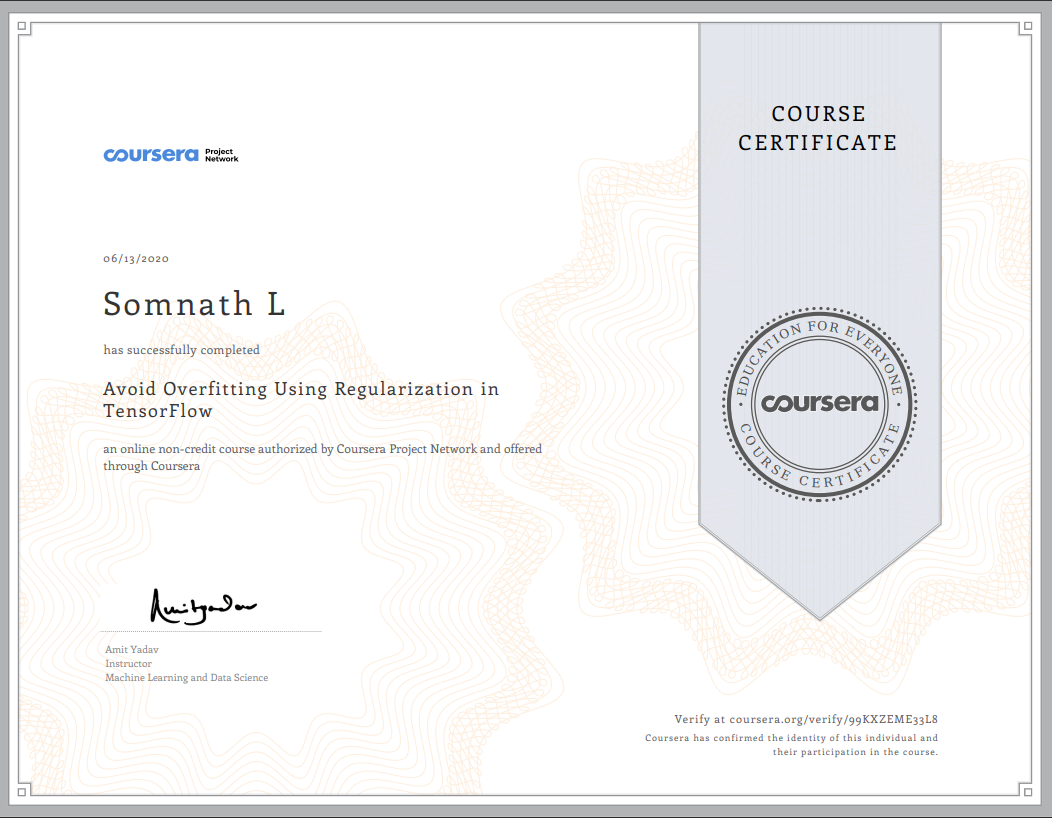 coursera Project
Network
COURSE
CERTIFICATE
06/13/2020
Somnath L
has successfully completed
Avoid Overfitting Using Regularization in
TensorFlow
an online non-credit course authorized by Coursera Project Network and offered
through Coursera
EDUCATION FOR EVERYONE
coursera
COURSE CERTIFICATE
Amityadav
Amit Yadav
Instructor
Machine Learning and Data Science
Verify at coursera.org/verify/99KXZEME33L8
Coursera has confirmed the identity of this individual and
their participation in the course.